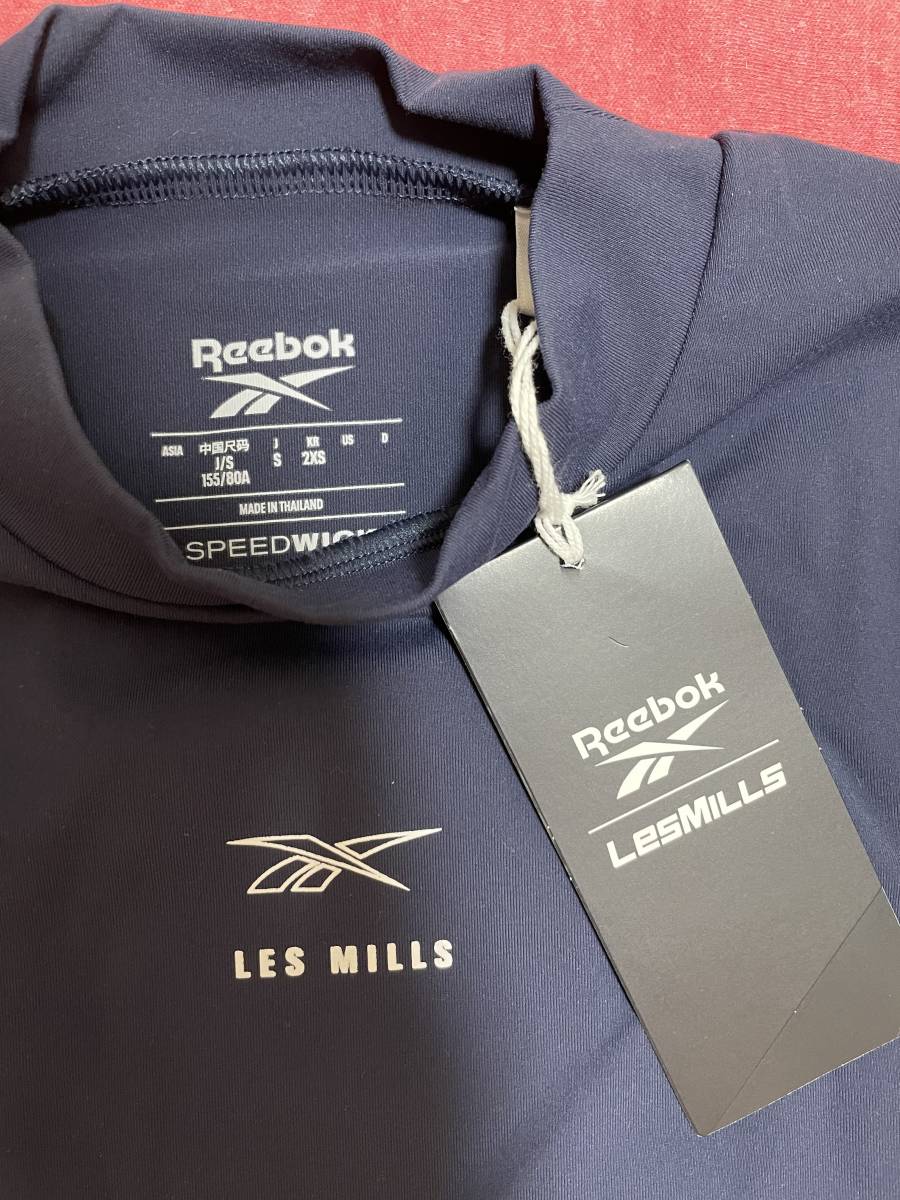 Reebok
ASIA 中国尺码 J KR US D
J/S S 2XS
155/80A
MADE IN THAILAND
SPEEDWICK
Reebok
LESMILLS
LES MILLS